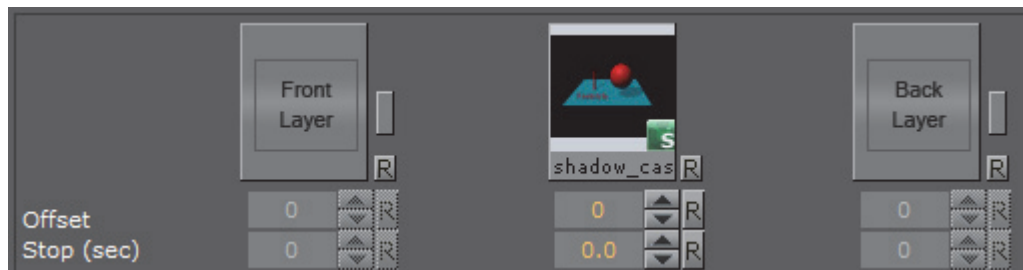 Front
Layer
R
S
shadow_cas R
Back
Layer
R
Offset 0 R 0 R 0 R
Stop (sec) 0 R 0.0 R 0 R